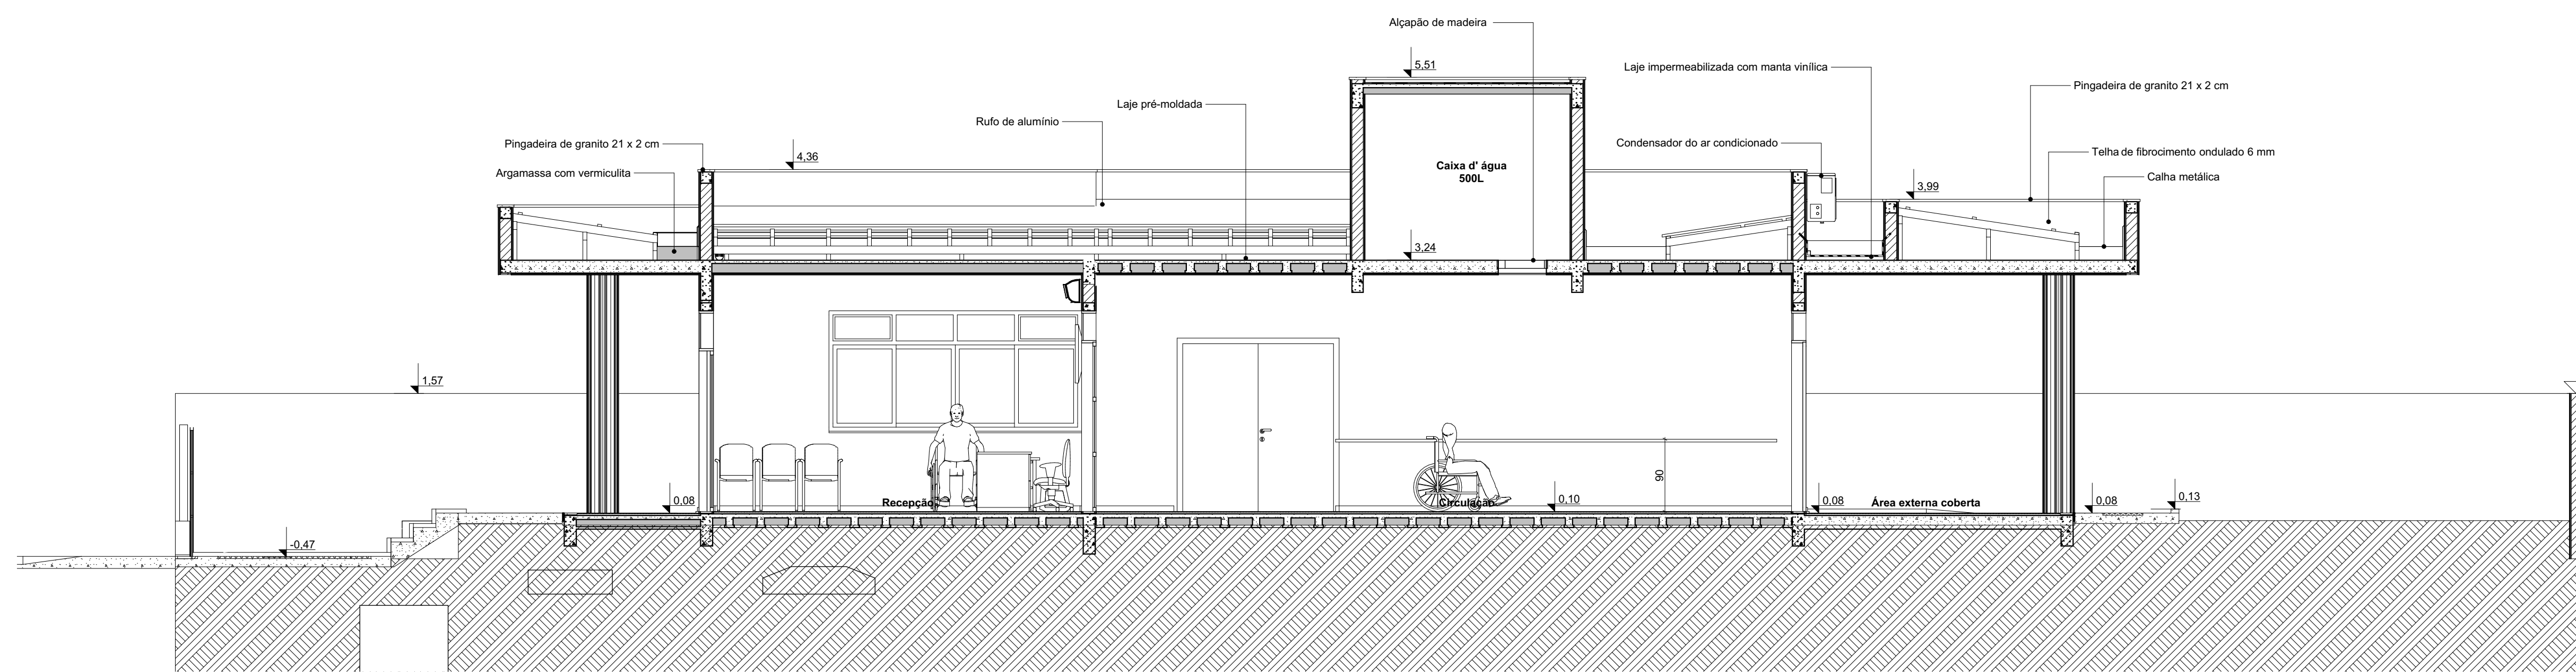 Alçapão de madeira
5,51
Laje impermeabilizada com manta vinílica
Pingadeira de granito 21 x 2 cm
Laje pré-moldada
Rufo de alumínio
Pingadeira de granito 21 x 2 cm
4,36
Condensador do ar condicionado
Telha de fibrocimento ondulado 6 mm
Argamassa com vermiculita
Caixa d' água
500L
Calha metálica
3,99
3,24
1,57
90
0,08
Recepção
Circulação
0,10
0,08
Área externa coberta
0,08
0,13
-0,47